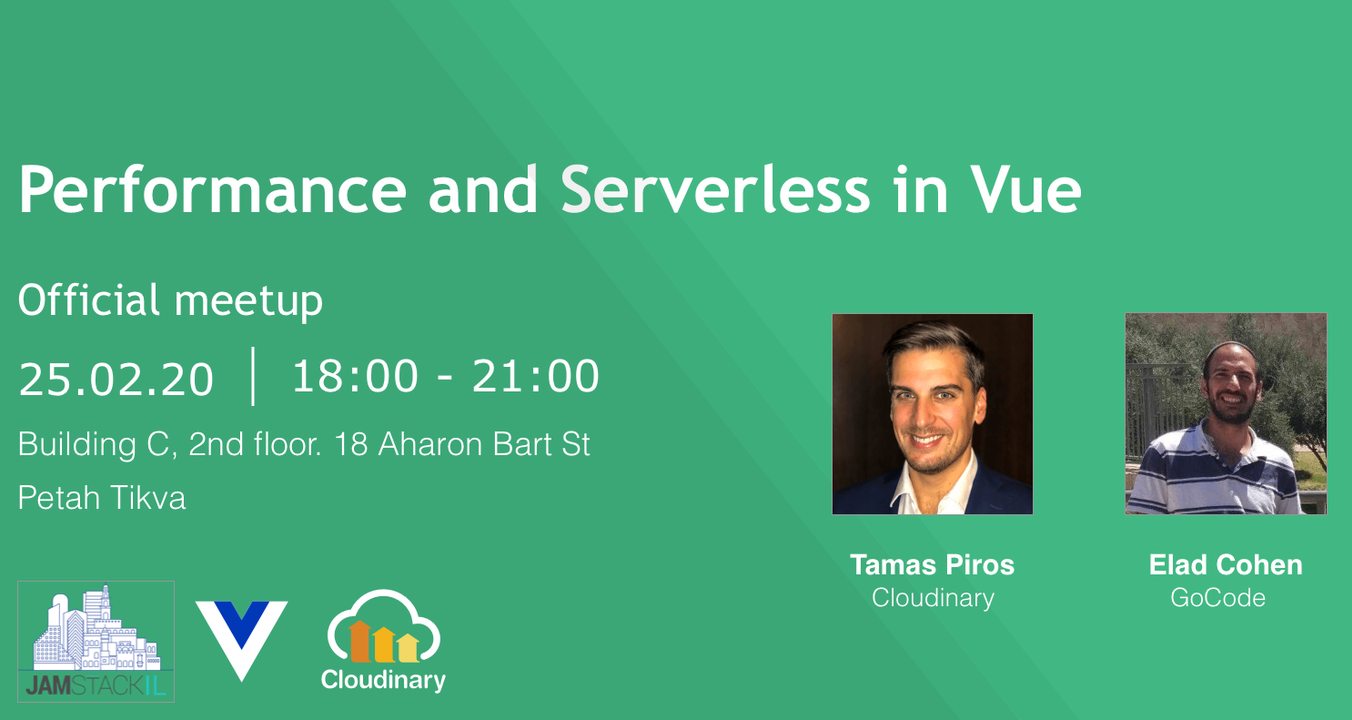 Performance and Serverless in Vue
Official meetup
25.02.20 | 18:00 - 21:00
Building C, 2nd floor. 18 Aharon Bart St
Petah Tikva
Tamas Piros
Cloudinary
Elad Cohen
GoCode
JAMSTACKIL
Cloudinary